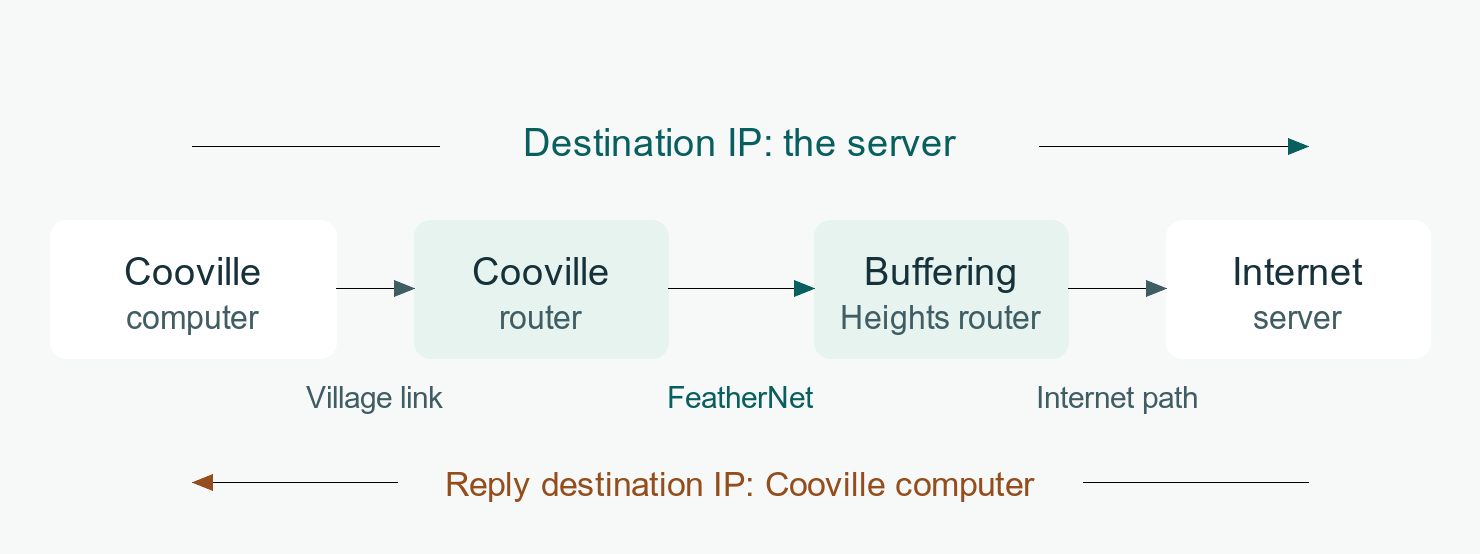 Destination IP: the server
Cooville
computer
Cooville
router
Buffering
Heights router
Internet
server
Village link
FeatherNet
Internet path
Reply destination IP: Cooville computer